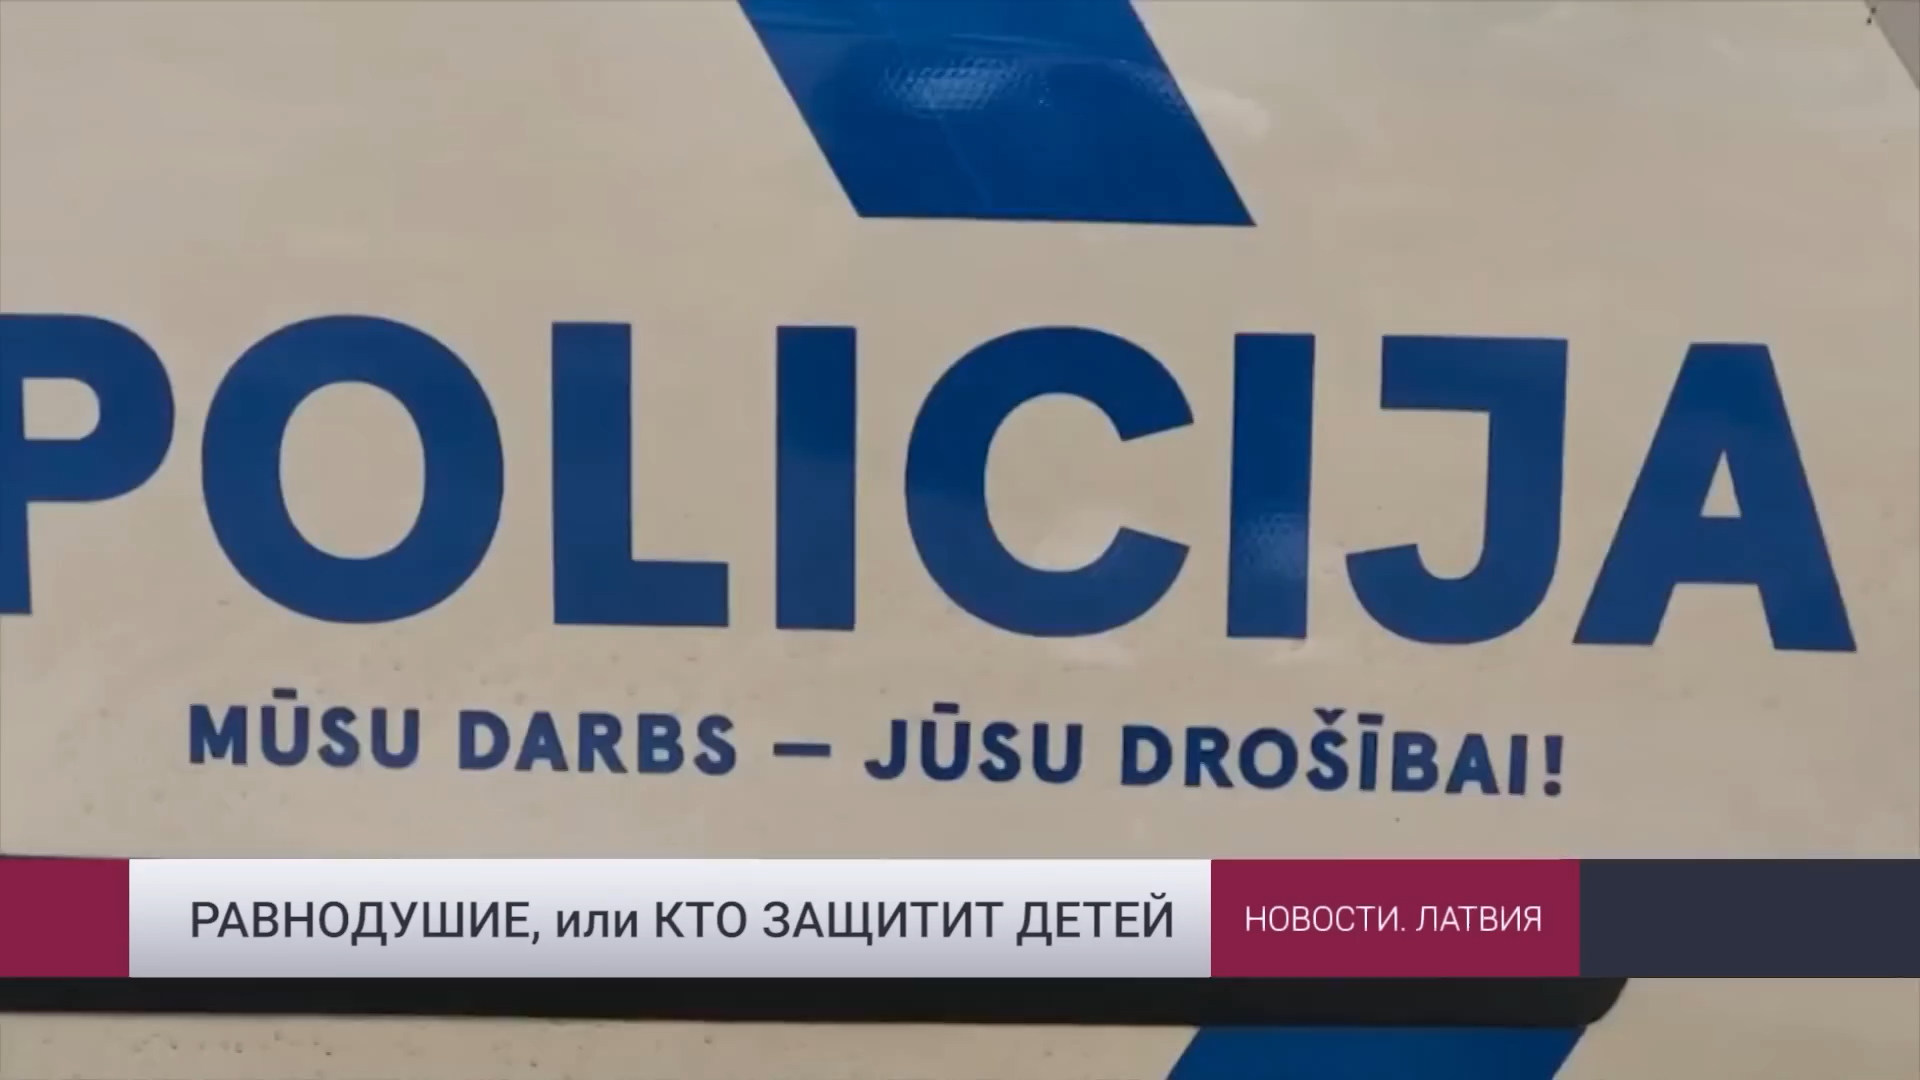 POLICIJA
MŪSU DARBS – JŪSU DROŠĪBAI!
РАВНОДУШИЕ, или КТО ЗАЩИТИТ ДЕТЕЙ
НОВОСТИ. ЛАТВИЯ